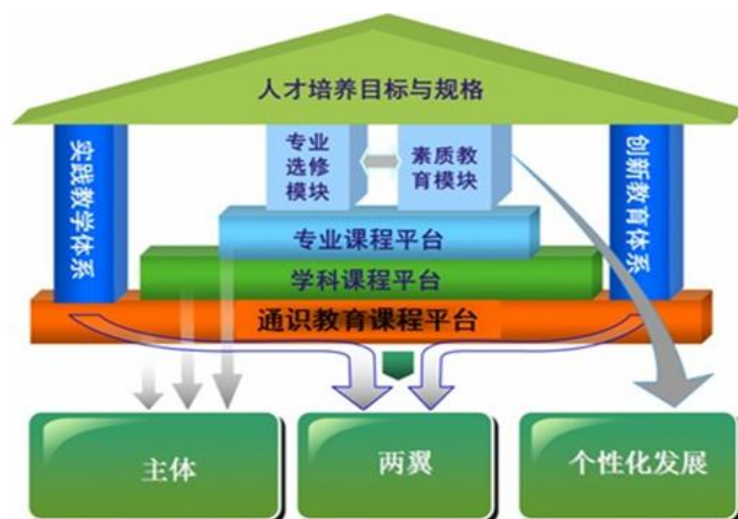 人才培养目标与规格
实践教学体系
专业
选修
模块
素质教
育模块
创新教育体系
专业课程平台
学科课程平台
通识教育课程平台
主体
两翼
个性化发展